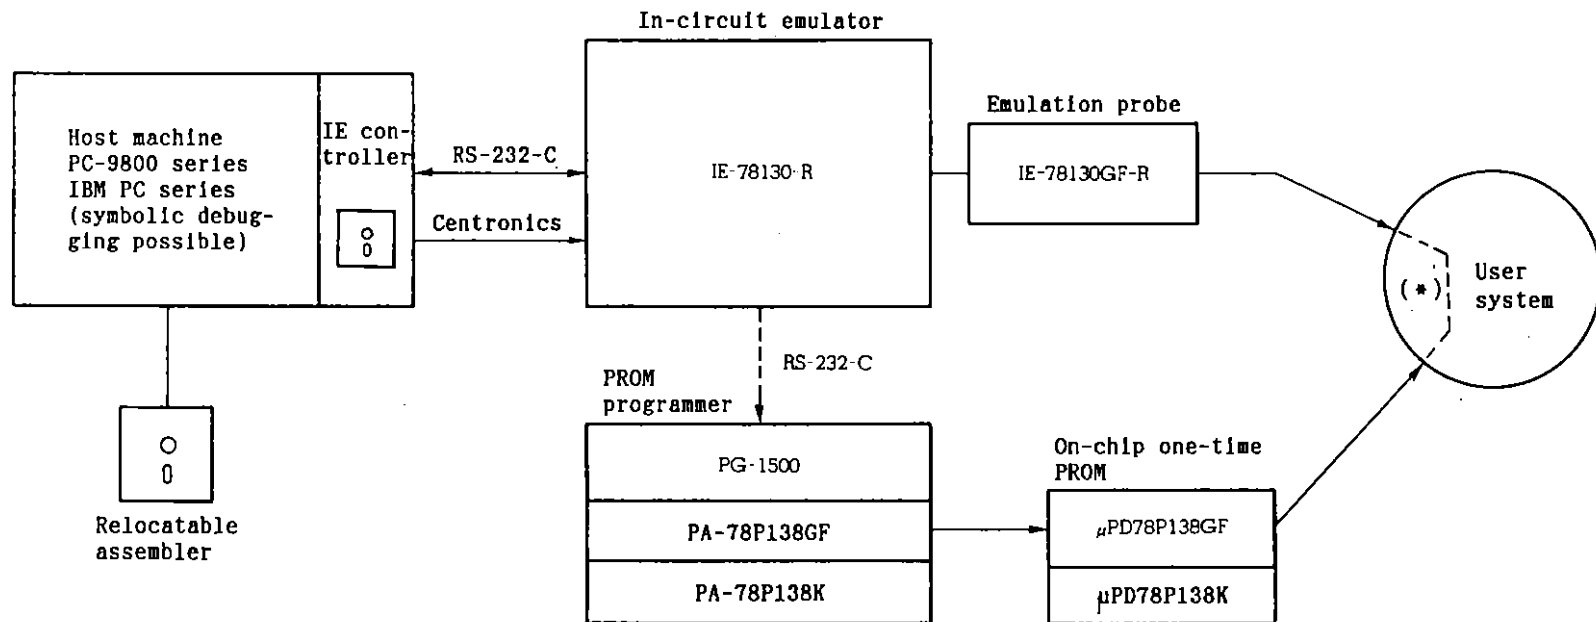 In-circuit emulator
Host machine
PC-9800 series
IBM PC series
(symbolic debug-
ging possible)
IE con-
troller
RS-232-C
Centronics
IE-78130-R
Emulation probe
IE-78130GF-R
(*)
User
system
RS-232-C
PROM
programmer
PG-1500
PA-78P138GF
PA-78P138K
On-chip one-time
PROM
μPD78P138GF
μPD78P138K
Relocatable
assembler